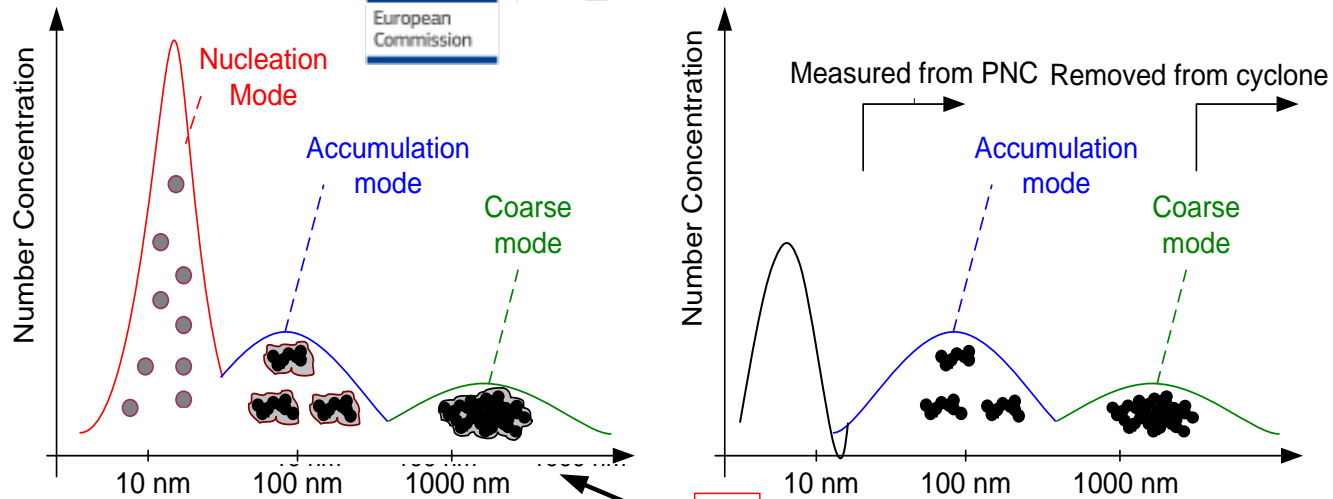 European
Commission
Number Concentration
Nucleation
Mode
Accumulation
mode
Coarse
mode
10 nm
100 nm
1000 nm
Number Concentration
Measured from PNC
Removed from cyclone
Accumulation
mode
Coarse
mode
10 nm
100 nm
1000 nm